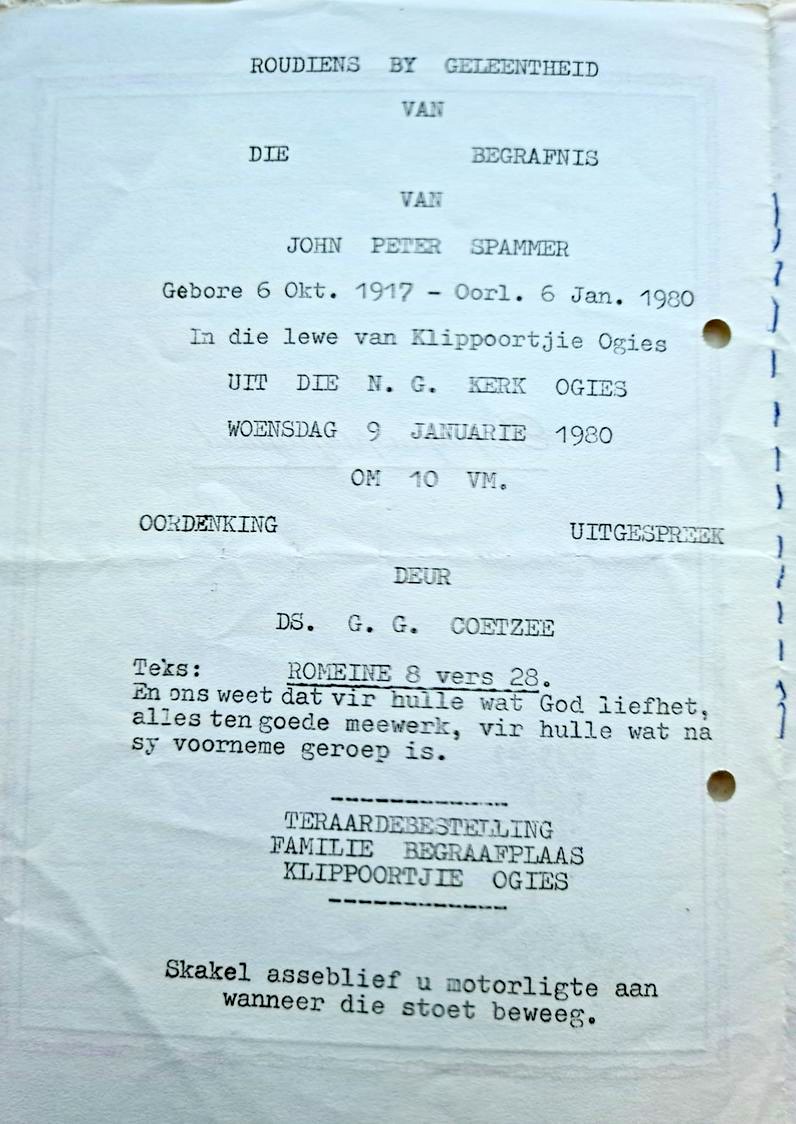 ROUDIENS BY GELEENTHEID
VAN
DIE BEGRAFNIS
VAN
JOHN PETER SPAMMER
Gebore 6 Okt. 1917 - Oorl. 6 Jan. 1980
In die lewe van Klippoortjie Ogies
UIT DIE N. G. KERK OGIES
WOENSDAG 9 JANUARIE 1980
OM 10 VM.
OORDENKING UITGESPREEK
DEUR
DS. G. G. COETZEE
Teks: ROMEINE 8 vers 28.
En ons weet dat vir hulle wat God liefhet,
alles ten goede meewerk, vir hulle wat na
sy voorneme geroep is.
TERAARDEBESTELLING
FAMILIE BEGRAAFPLAAS
KLIPPOORTJIE OGIES
Skakel asseblief u motorligte aan
wanneer die stoet beweeg.